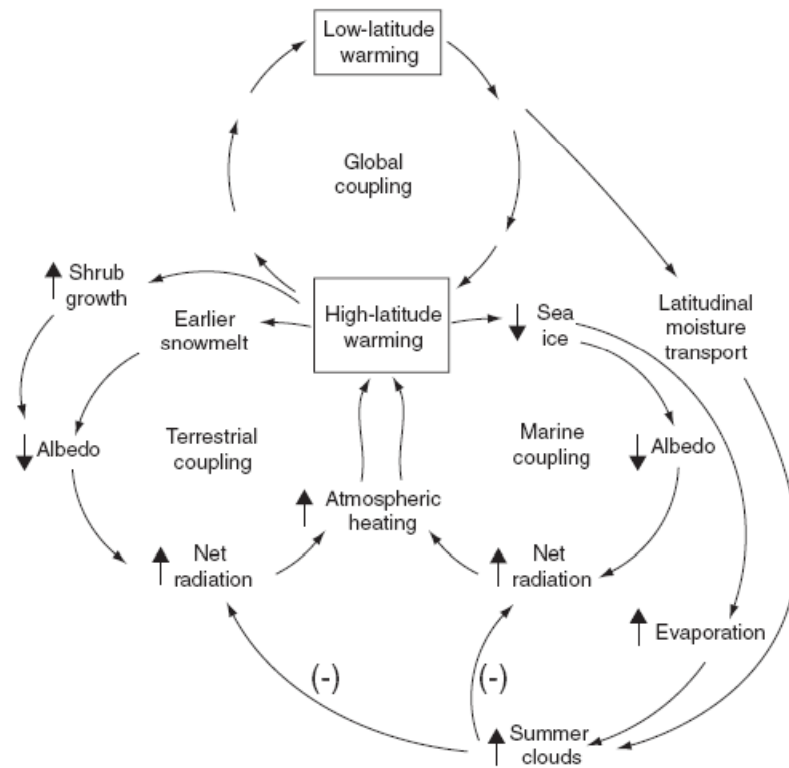 Low-latitude
warming
Global
coupling
Shrub
growth
Earlier
snowmelt
High-latitude
warming
Sea
ice
Latitudinal
moisture
transport
Albedo
Terrestrial
coupling
Marine
coupling
Albedo
Atmospheric
heating
Net
radiation
Net
radiation
Evaporation
(-)
(-)
Summer
clouds